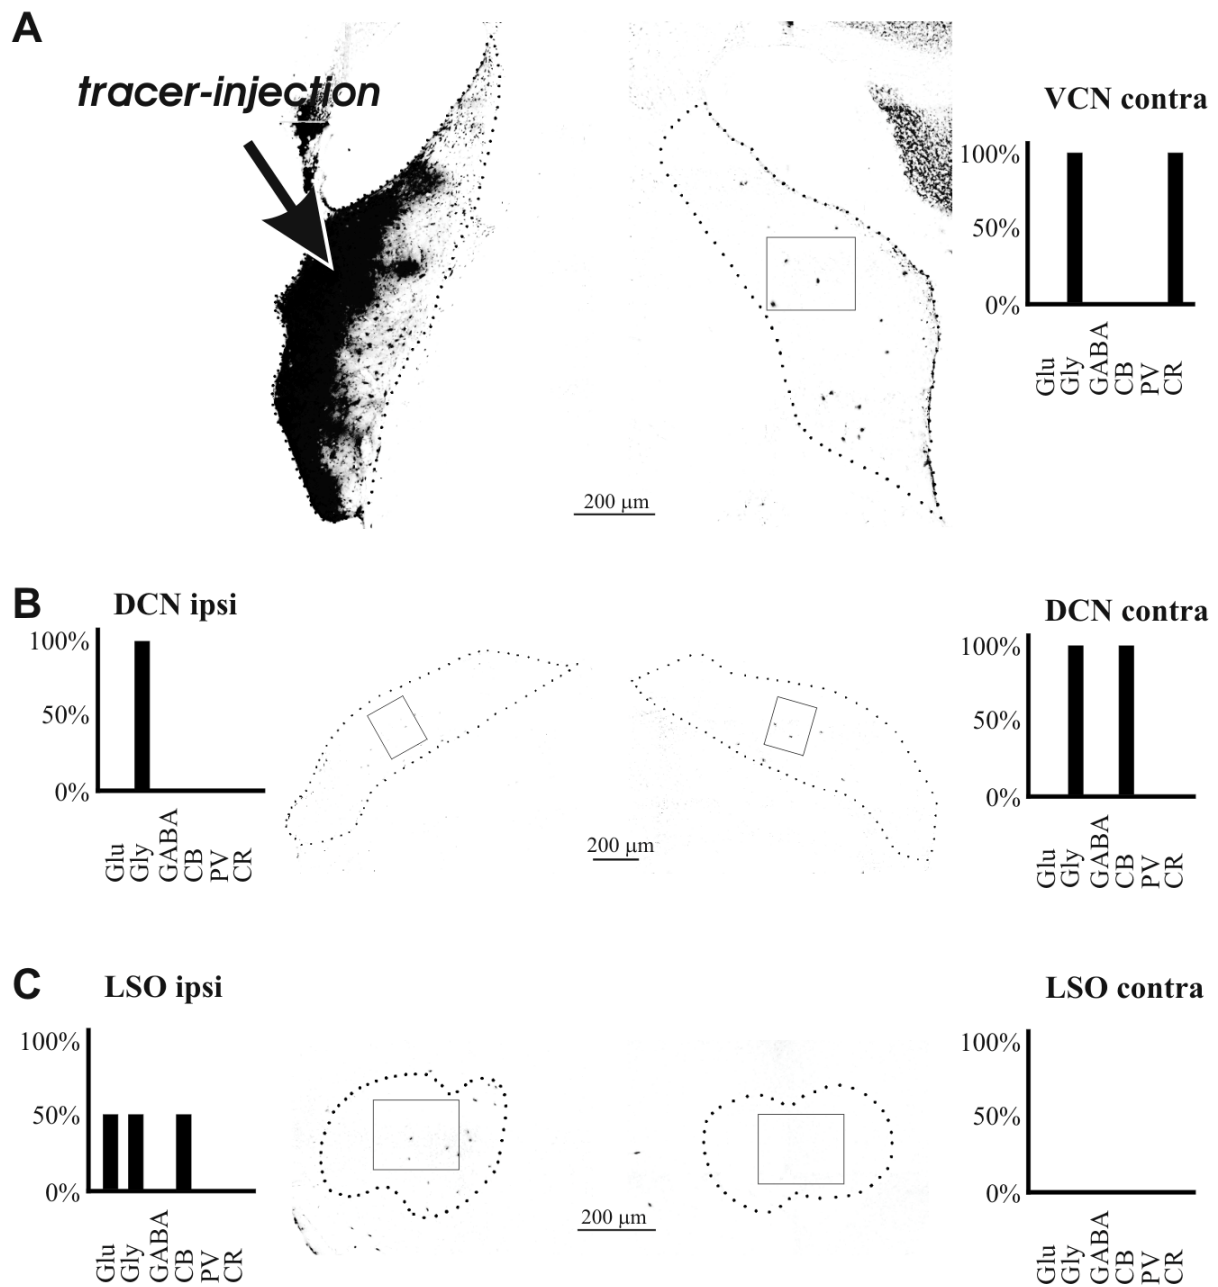 A
tracer-injection
VCN contra
100%
50%
0%
Glu
Gly
GABA
CB
PV
CR
200 µm
B
DCN ipsi
100%
50%
0%
Glu
Gly
GABA
CB
PV
CR
200 µm
DCN contra
100%
50%
0%
Glu
Gly
GABA
CB
PV
CR
C
LSO ipsi
100%
50%
0%
Glu
Gly
GABA
CB
PV
CR
200 µm
LSO contra
100%
50%
0%
Glu
Gly
GABA
CB
PV
CR